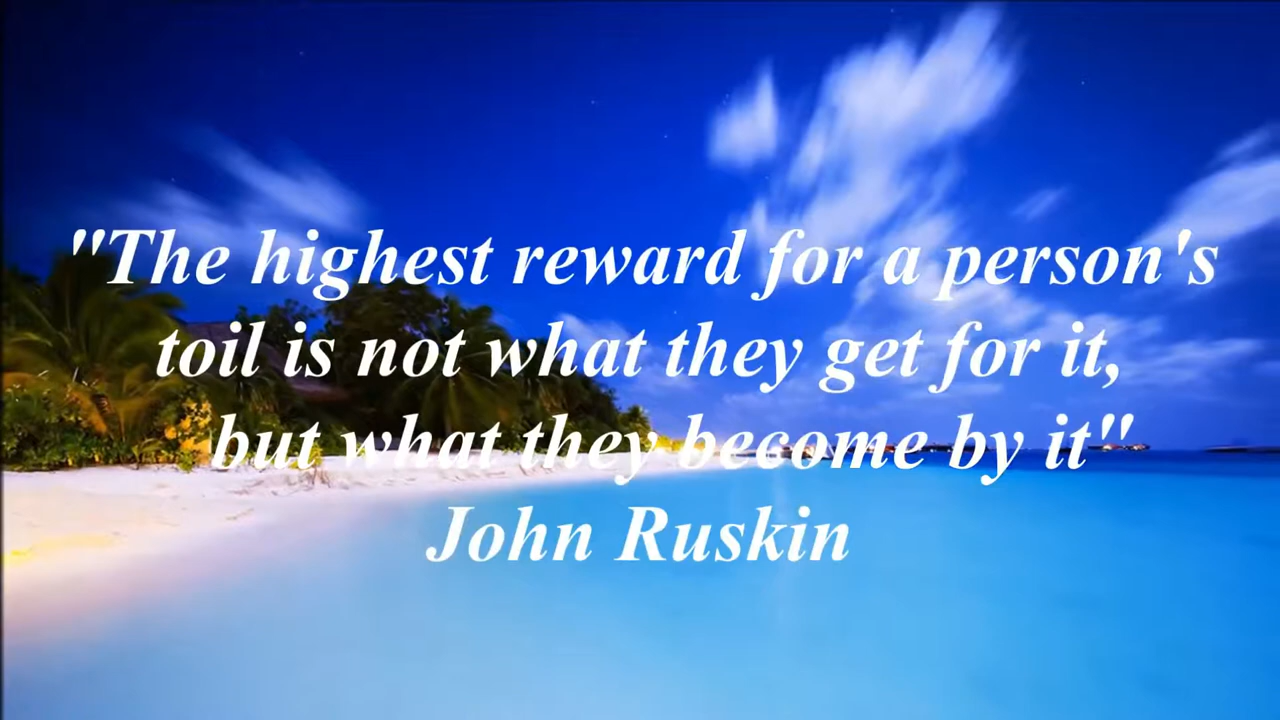 "The highest reward for a person's
toil is not what they get for it,
but what they become by it"
John Ruskin